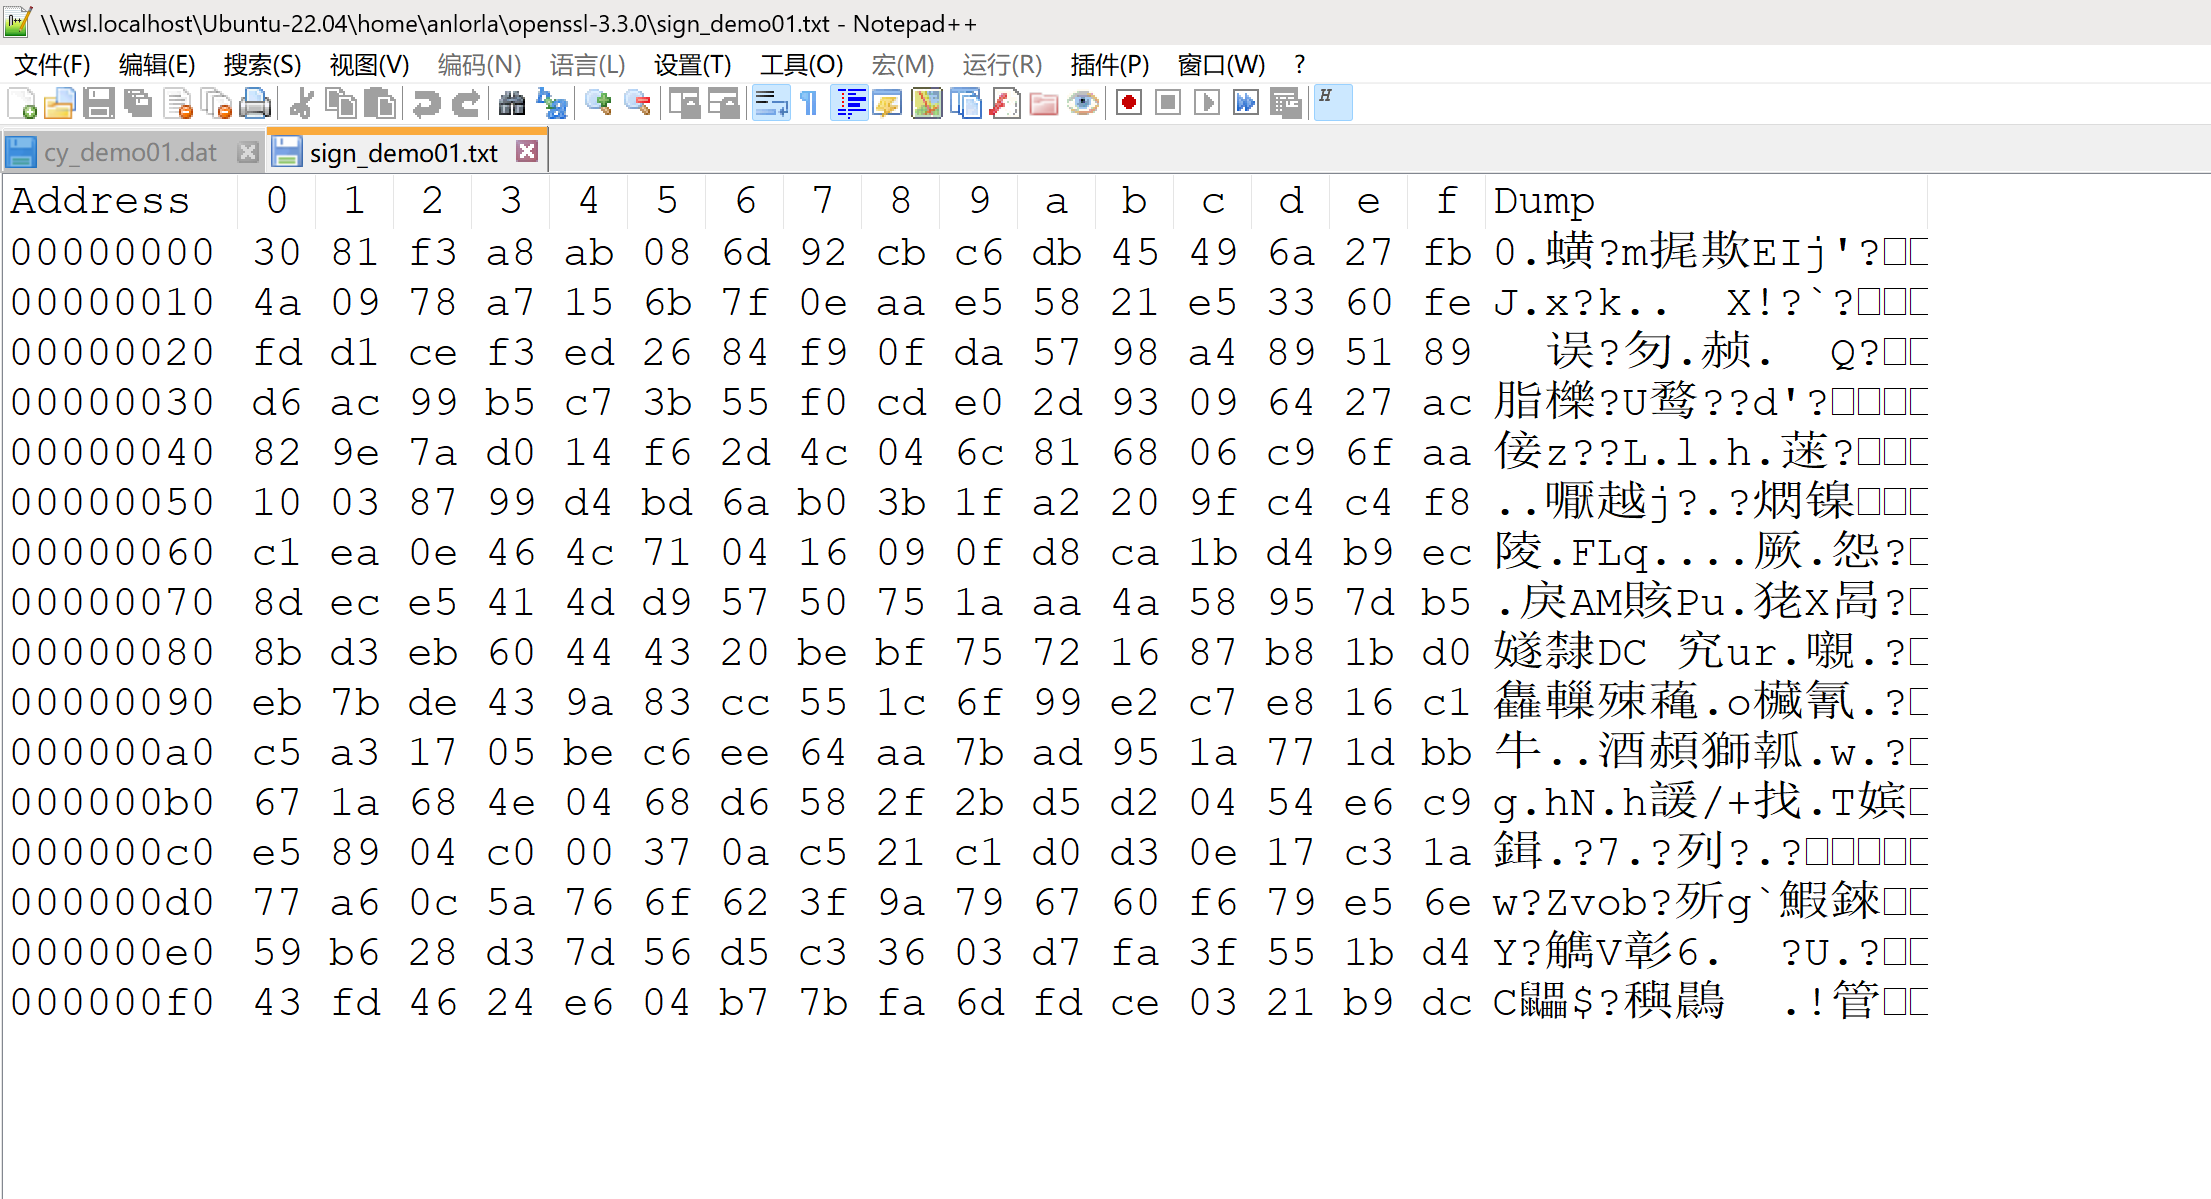 \\wsl.localhost\Ubuntu-22.04\home\anlorla\openssl-3.3.0\sign_demo01.txt - Notepad++
文件(F) 编辑(E) 搜索(S) 视图(V) 编码(N) 语言(L) 设置(T) 工具(O) 宏(M) 运行(R) 插件(P) 窗口(W) ?
cy_demo01.dat sign_demo01.txt
Address 0 1 2 3 4 5 6 7 8 9 a b c d e f Dump
00000000 30 81 f3 a8 ab 08 6d 92 cb c6 db 45 49 6a 27 fb 0.蟥?m捤欺EIj'?
00000010 4a 09 78 a7 15 6b 7f 0e aa e5 58 21 e5 33 60 fe J.x?k.. X!?`?
00000020 fd d1 ce f3 ed 26 84 f9 0f da 57 98 a4 89 51 89 误?匇.赪. Q?
00000030 d6 ac 99 b5 c7 3b 55 f0 cd e0 2d 93 09 64 27 ac 脂櫟?U鹜??d'?
00000040 82 9e 7a d0 14 f6 2d 4c 04 6c 81 68 06 c9 6f aa 倿z??L.l.h.蒾?
00000050 10 03 87 99 d4 bd 6a b0 3b 1f a2 20 9f c4 c4 f8 ..嚈越j?.?熌镍
00000060 c1 ea 0e 46 4c 71 04 16 09 0f d8 ca 1b d4 b9 ec 陵.FLq....厥.怨?
00000070 8d ec e5 41 4d d9 57 50 75 1a aa 4a 58 95 7d b5 .戾AM賅Pu.狫X晑?
00000080 8b d3 eb 60 44 43 20 be bf 75 72 16 87 b8 1b d0 嬘隸DC 究ur.嚫.?
00000090 eb 7b de 43 9a 83 cc 55 1c 6f 99 e2 c7 e8 16 c1 雥轈殐蘒.o欌氰.?
000000a0 c5 a3 17 05 be c6 ee 64 aa 7b ad 95 1a 77 1d bb 牛..酒頳獅瓡.w.?
000000b0 67 1a 68 4e 04 68 d6 58 2f 2b d5 d2 04 54 e6 c9 g.hN.h諼/+找.T嫔
000000c0 e5 89 04 c0 00 37 0a c5 21 c1 d0 d3 0e 17 c3 1a 鍓.?7.?列?.?
000000d0 77 a6 0c 5a 76 6f 62 3f 9a 79 67 60 f6 79 e5 6e w?Zvob?歽g`鰕錸
000000e0 59 b6 28 d3 7d 56 d5 c3 36 03 d7 fa 3f 55 1b d4 Y?觺V彰6. ?U.?
000000f0 43 fd 46 24 e6 04 b7 7b fa 6d fd ce 03 21 b9 dc C鼺$?穥鷐 .!管